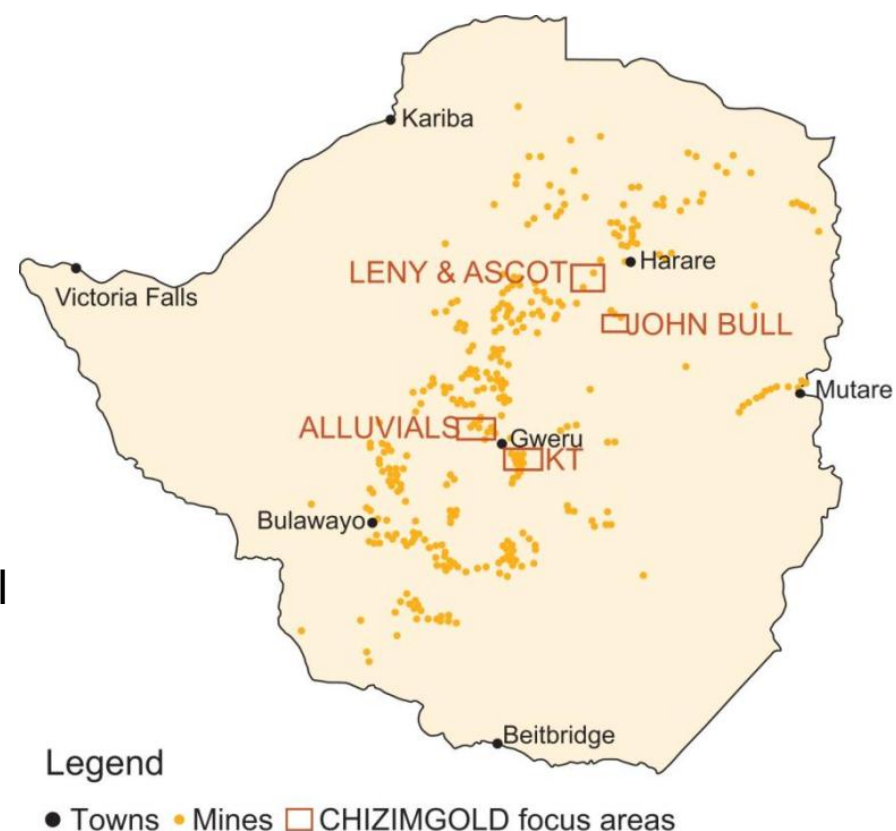 Kariba
Harare
LENY & ASCOT
Victoria Falls
JOHN BULL
Mutare
ALLUVIALS
Gweru
KT
Bulawayo
l
Beitbridge
Legend
Towns Mines CHIZIMGOLD focus areas